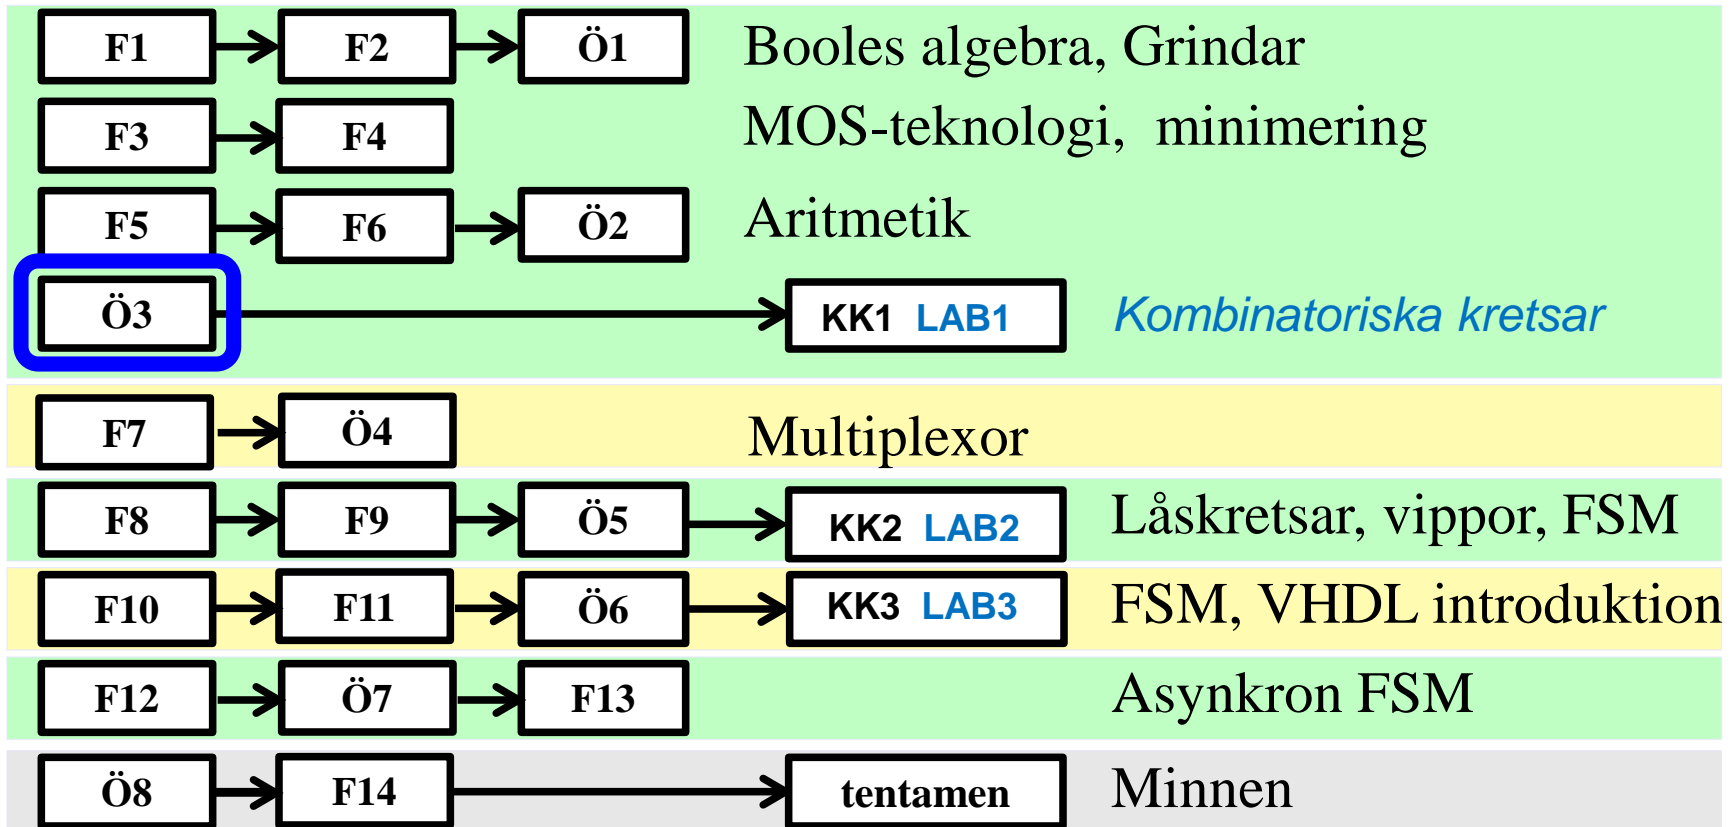 F1 F2 Ö1 Booles algebra, Grindar
F3 F4 MOS-teknologi, minimering
F5 F6 Ö2 Aritmetik
Ö3 KK1 LAB1 Kombinatoriska kretsar
F7 Ö4 Multiplexor
F8 F9 Ö5 KK2 LAB2 Låskretsar, vippor, FSM
F10 F11 Ö6 KK3 LAB3 FSM, VHDL introduktion
F12 Ö7 F13 Asynkron FSM
Ö8 F14 tentamen Minnen